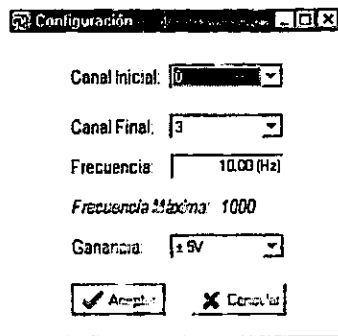 Configuración
Canal Inicial: 0
Canal Final: 3
Frecuencia: 10.00 (Hz)
Frecuencia Máxima: 1000
Ganancia: ± 5V
Aceptar
Cancelar